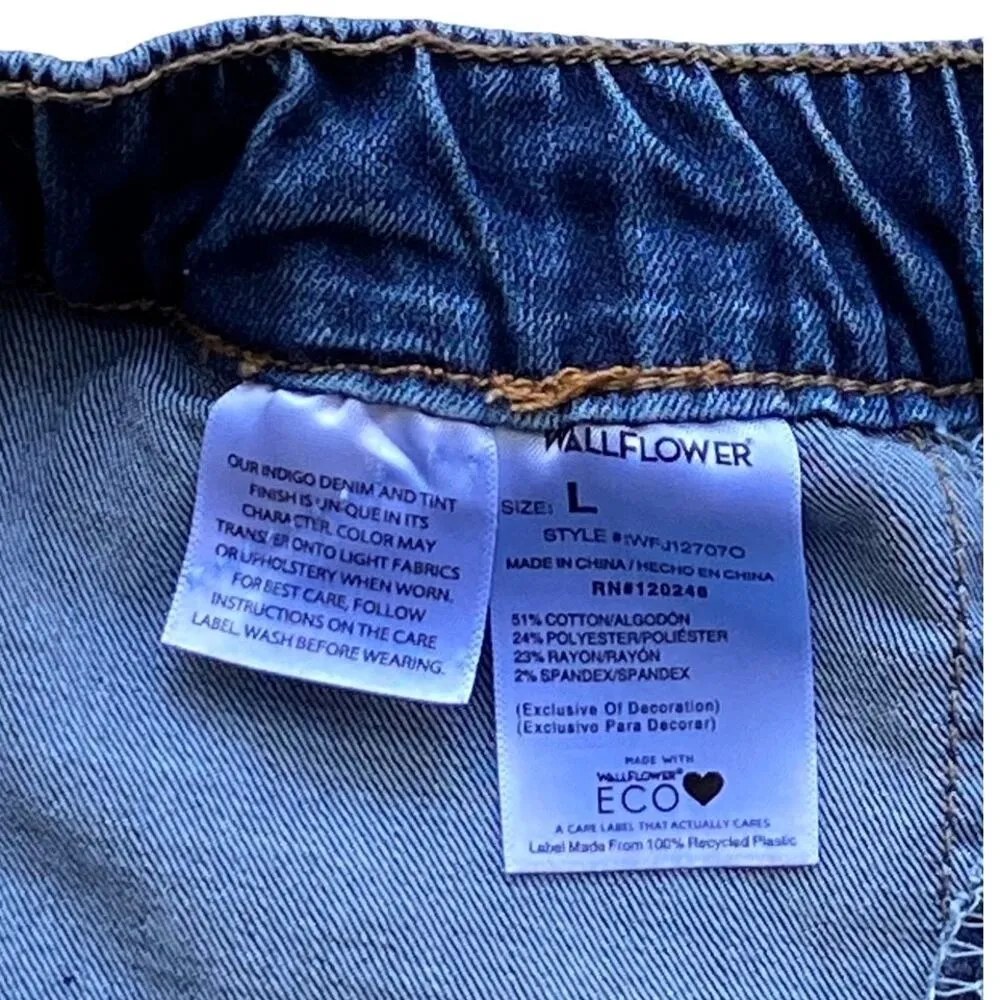 OUR INDIGO DENIM AND TINT
FINISH IS UNIQUE IN ITS
CHARACTER. COLOR MAY
TRANSFER ONTO LIGHT FABRICS
OR UPHOLSTERY WHEN WORN.
FOR BEST CARE, FOLLOW
INSTRUCTIONS ON THE CARE
LABEL. WASH BEFORE WEARING.
WALLFLOWER®
SIZE: L
STYLE #:IWFJ12707O
MADE IN CHINA / HECHO EN CHINA
RN#120246
51% COTTON/ALGODÓN
24% POLYESTER/POLIÉSTER
23% RAYON/RAYÓN
2% SPANDEX/SPANDEX
(Exclusive Of Decoration)
(Exclusivo Para Decorar)
MADE WITH
WALLFLOWER®
ECO
A CARE LABEL THAT ACTUALLY CARES
Label Made From 100% Recycled Plastic